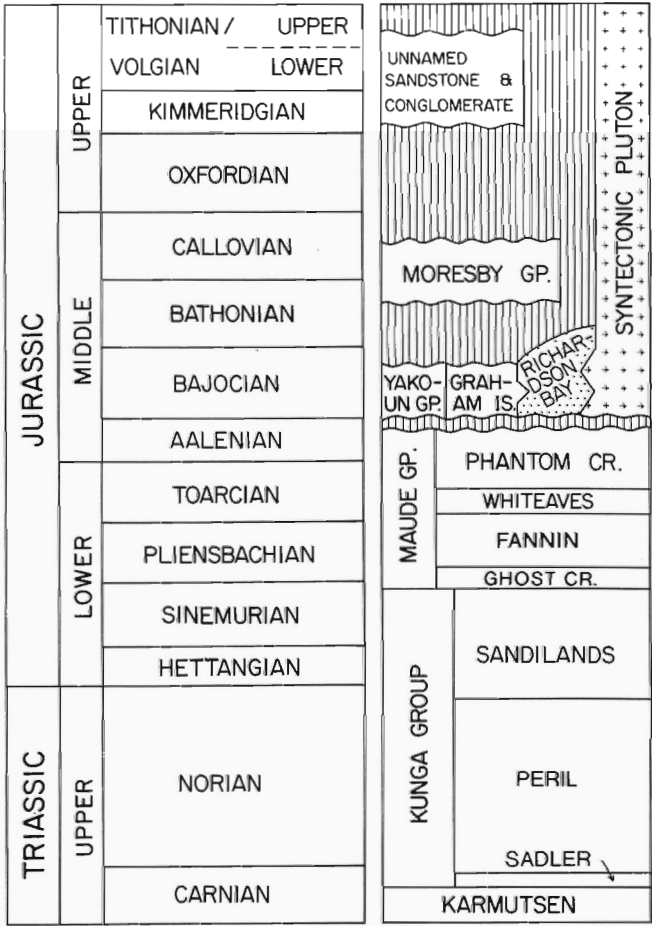 TITHONIAN / UPPER
VOLGIAN LOWER
KIMMERIDGIAN
OXFORDIAN
UPPER
CALLOVIAN
BATHONIAN
BAJOCIAN
AALENIAN
MIDDLE
JURASSIC
TOARCIAN
PLIENSBACHIAN
SINEMURIAN
HETTANGIAN
LOWER
NORIAN
CARNIAN
UPPER
TRIASSIC
UNNAMED
SANDSTONE &
CONGLOMERATE
SYNTECTONIC PLUTON
MORESBY GP.
YAKO-
UN GP.
GRAH-
AM IS.
RICHAR-
DSON
BAY
MAUDE GP.
PHANTOM CR.
WHITEAVES
FANNIN
GHOST CR.
KUNGA GROUP
SANDILANDS
PERIL
SADLER
KARMUTSEN